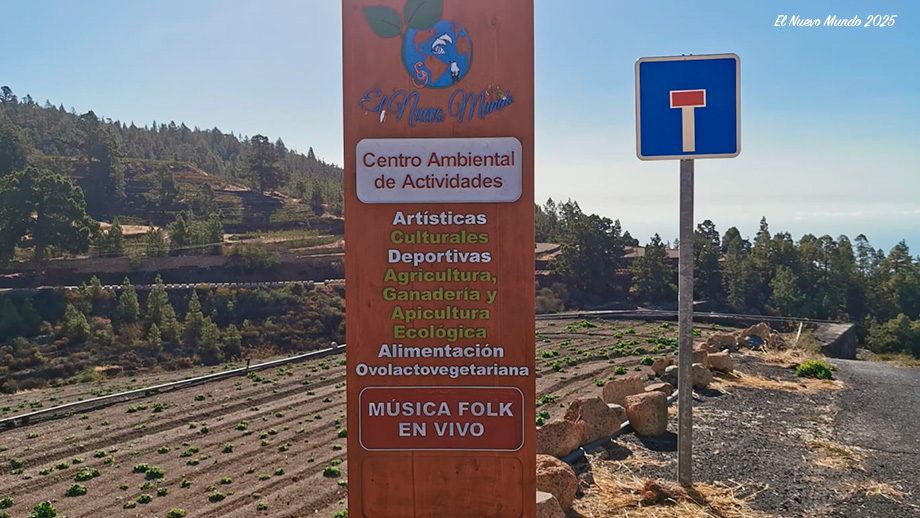 El Nuevo Mundo 2025
El Nuevo Mundo
Centro Ambiental
de Actividades
Artísticas
Culturales
Deportivas
Agricultura,
Ganadería y
Apicultura
Ecológica
Alimentación
Ovolactovegetariana
MÚSICA FOLK
EN VIVO